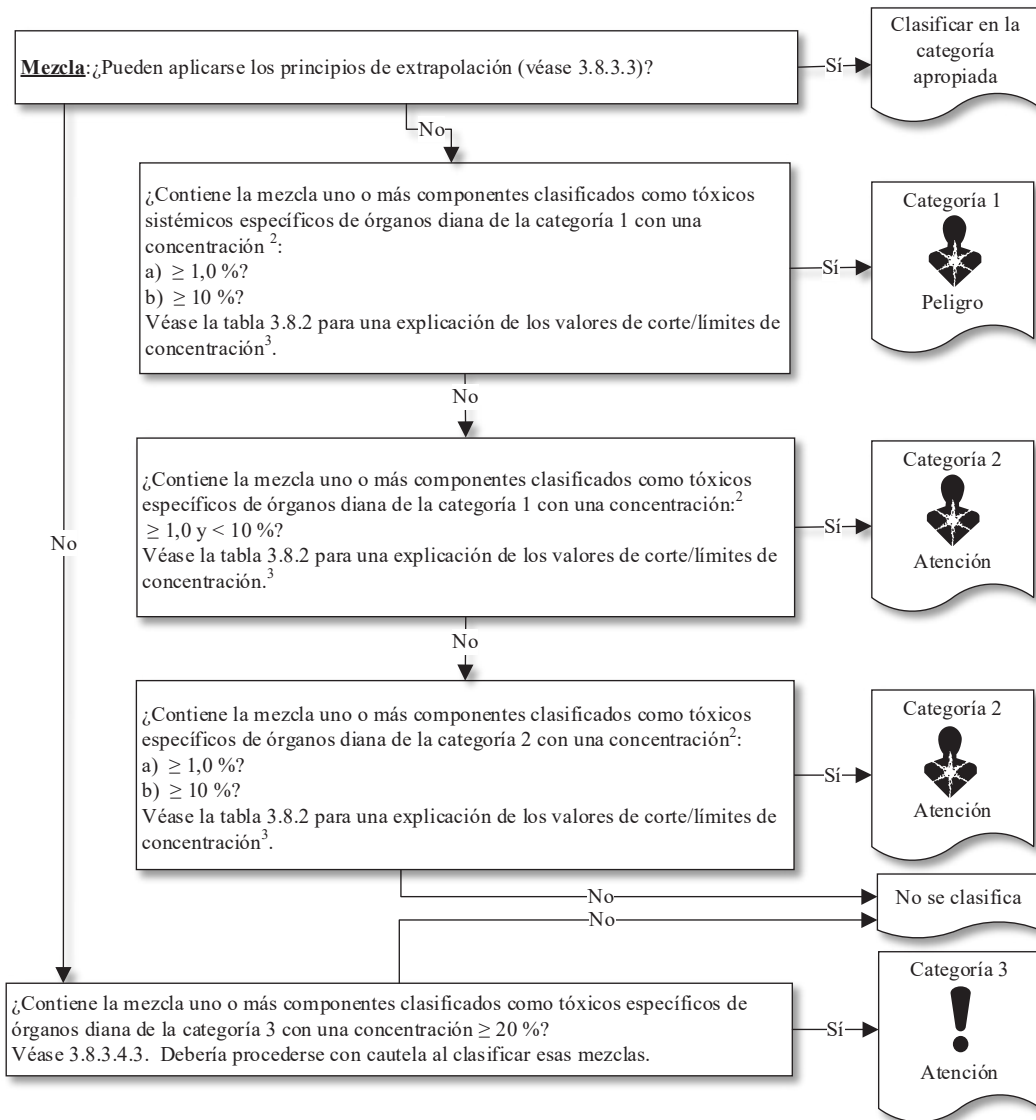 Mezcla:¿Pueden aplicarse los principios de extrapolación (véase 3.8.3.3)?
Sí
Clasificar en la
categoría
apropiada
No
¿Contiene la mezcla uno o más componentes clasificados como tóxicos
sistémicos específicos de órganos diana de la categoría 1 con una
concentración ²:
a) ≥ 1,0 %?
b) ≥ 10 %?
Véase la tabla 3.8.2 para una explicación de los valores de corte/límites de
concentración³.
Sí
Categoría 1
Peligro
No
¿Contiene la mezcla uno o más componentes clasificados como tóxicos
específicos de órganos diana de la categoría 1 con una concentración:²
≥ 1,0 y < 10 %?
Véase la tabla 3.8.2 para una explicación de los valores de corte/límites de
concentración.³
Sí
Categoría 2
Atención
No
No
¿Contiene la mezcla uno o más componentes clasificados como tóxicos
específicos de órganos diana de la categoría 2 con una concentración²:
a) ≥ 1,0 %?
b) ≥ 10 %?
Véase la tabla 3.8.2 para una explicación de los valores de corte/límites de
concentración³.
Sí
Categoría 2
Atención
No
No
No se clasifica
¿Contiene la mezcla uno o más componentes clasificados como tóxicos específicos de
órganos diana de la categoría 3 con una concentración ≥ 20 %?
Véase 3.8.3.4.3. Debería procederse con cautela al clasificar esas mezclas.
Sí
Categoría 3
Atención